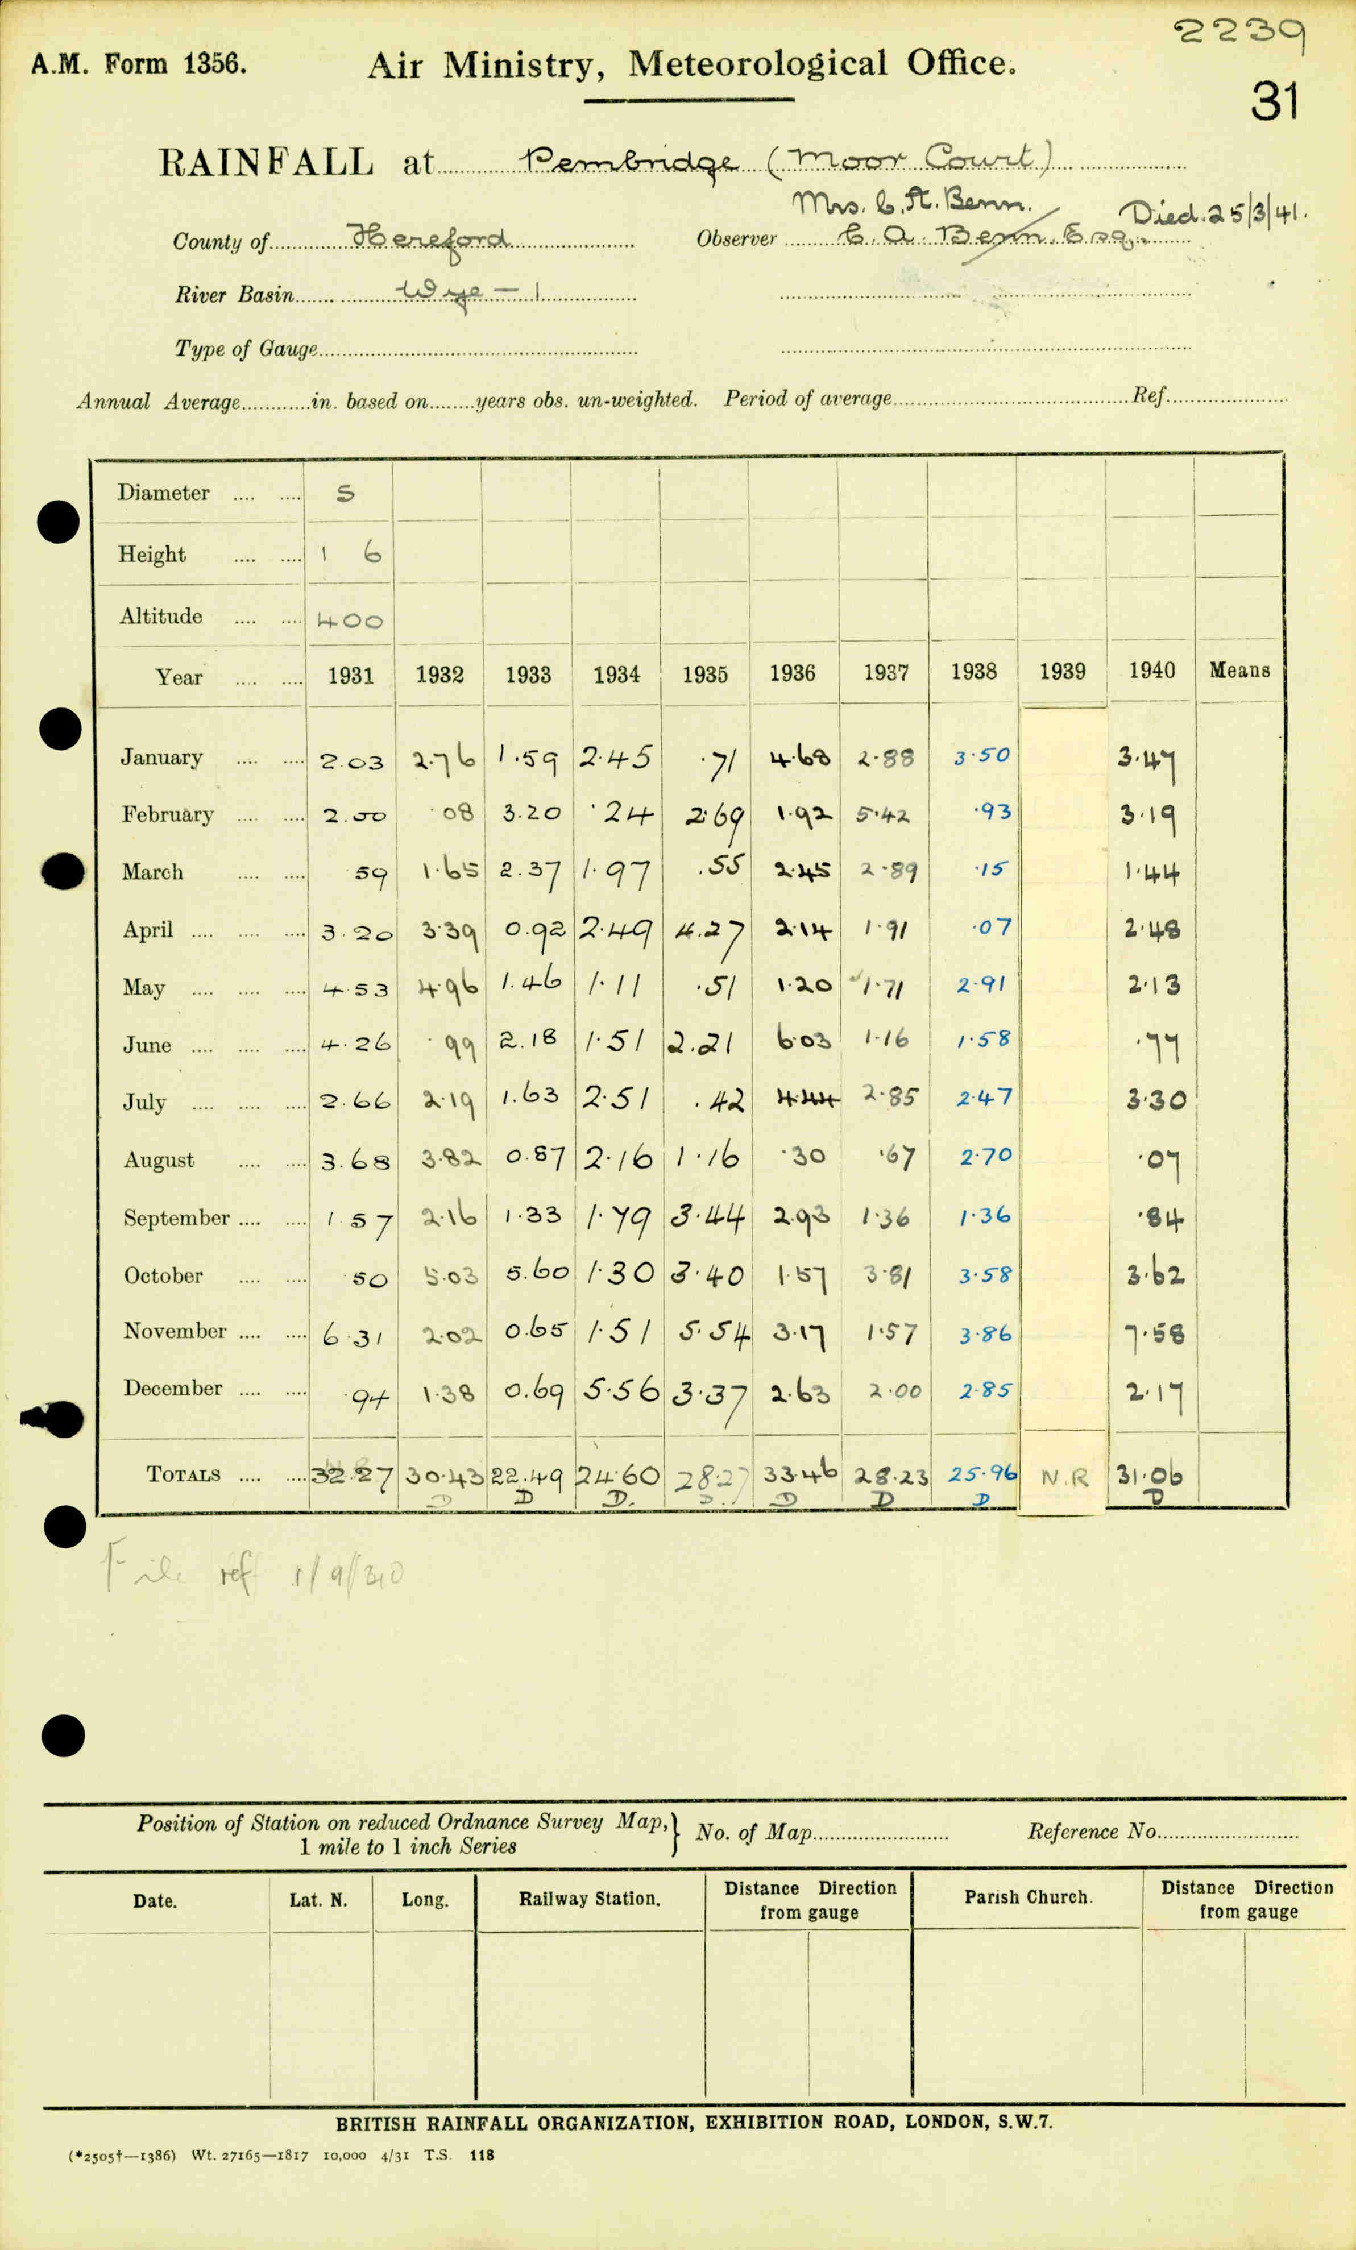 2239
A.M. Form 1356. Air Ministry, Meteorological Office.
31
RAINFALL at Pembridge (Moor Court)
Mrs. C. A. Benn. Died 25/3/41.
County of Hereford Observer C. A. Benn. Esq.
River Basin Wye - 1
Type of Gauge
Annual Average in. based on years obs. un-weighted. Period of average Ref.
Diameter 5
Height 1 6
Altitude 400
Year 1931 1932 1933 1934 1935 1936 1937 1938 1939 1940 Means
January 2.03 2.76 1.59 2.45 .71 4.68 2.88 3.50 3.47
February 2.50 .08 3.20 .24 2.69 1.92 5.42 .93 3.19
March 59 1.65 2.37 1.97 .55 2.45 2.89 .15 1.44
April 3.20 3.39 0.92 2.49 4.27 2.14 1.91 .07 2.48
May 4.53 4.96 1.46 1.11 .51 1.20 1.71 2.91 2.13
June 4.26 .99 2.18 1.51 2.21 6.03 1.16 1.58 .77
July 2.66 2.19 1.63 2.51 .42 4.44 2.85 2.47 3.30
August 3.68 3.82 0.87 2.16 1.16 .30 .67 2.70 .07
September 1.57 2.16 1.33 1.79 3.44 2.93 1.36 1.36 .84
October .50 5.03 5.60 1.30 3.40 1.57 3.81 3.58 3.62
November 6.31 2.02 0.65 1.51 5.54 3.17 1.57 3.86 7.58
December .94 1.38 0.69 5.56 3.37 2.63 2.00 2.85 2.17
TOTALS 32.27 30.43 22.49 24.60 28.27 33.46 28.23 25.96 N.R 31.06
D D D. D. D D D D
File ref
Position of Station on reduced Ordnance Survey Map, } No. of Map Reference No.
1 mile to 1 inch Series
Date. Lat. N. Long. Railway Station. Distance Direction from gauge Parish Church. Distance Direction from gauge
BRITISH RAINFALL ORGANIZATION, EXHIBITION ROAD, LONDON, S.W.7.
(*2505†—1386) Wt. 27165—1817 10,000 4/31 T.S. 118